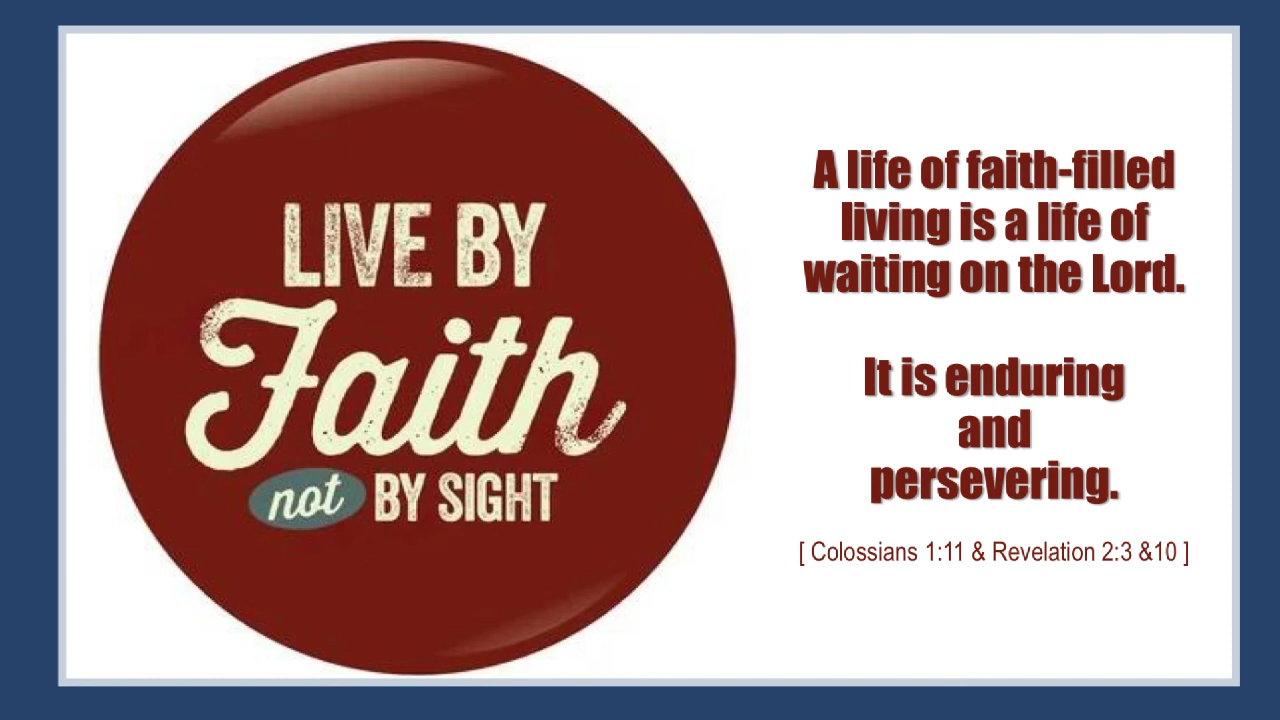 LIVE BY
Faith
not BY SIGHT
A life of faith-filled
living is a life of
waiting on the Lord.
It is enduring
and
persevering.
[ Colossians 1:11 & Revelation 2:3 &10 ]